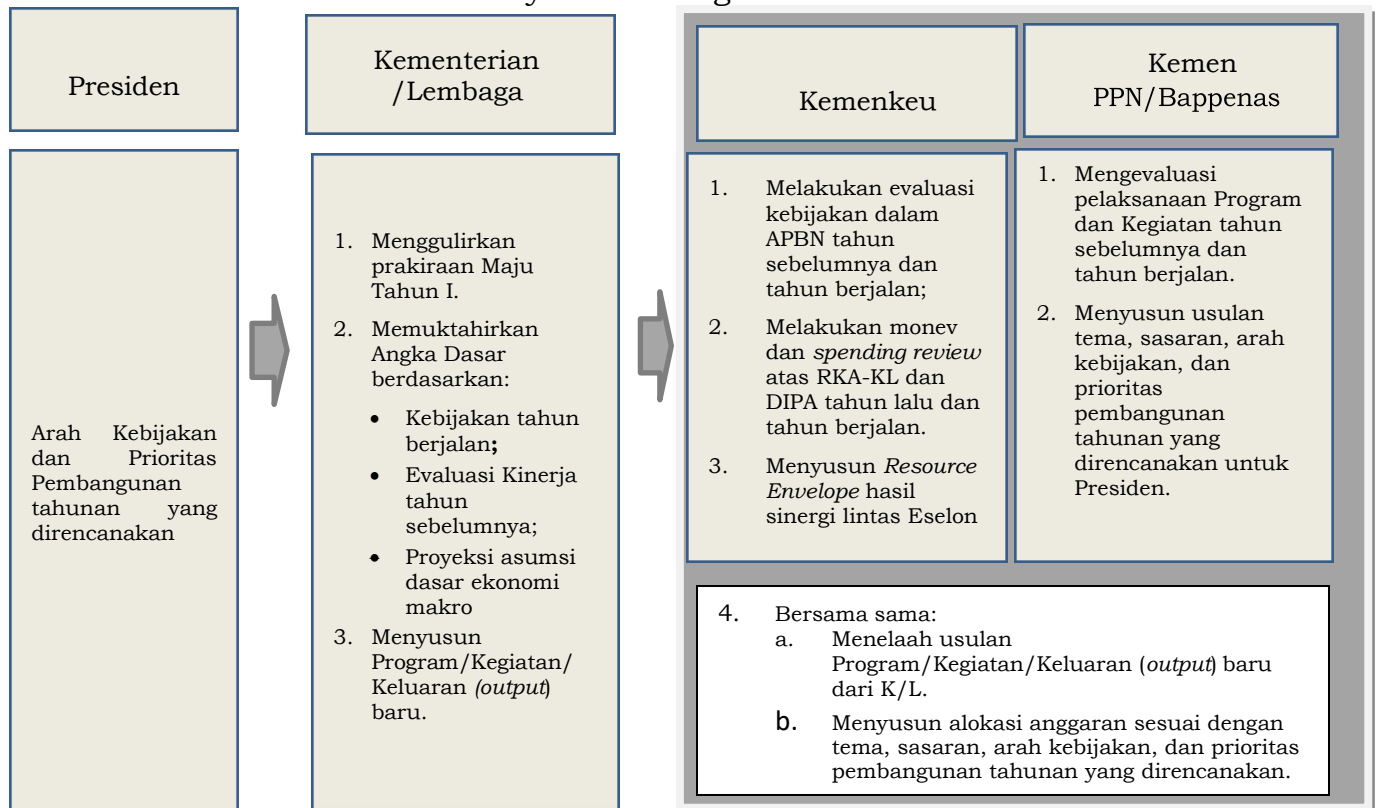 Presiden
Arah Kebijakan
dan Prioritas
Pembangunan
tahunan yang
direncanakan
Kementerian
/Lembaga
1. Menggulirkan
prakiraan Maju
Tahun I.
2. Memuktahirkan
Angka Dasar
berdasarkan:
• Kebijakan tahun
berjalan;
• Evaluasi Kinerja
tahun
sebelumnya;
• Proyeksi asumsi
dasar ekonomi
makro
3. Menyusun
Program/Kegiatan/
Keluaran (output)
baru.
Kemenkeu
1. Melakukan evaluasi
kebijakan dalam
APBN tahun
sebelumnya dan
tahun berjalan;
2. Melakukan monev
dan spending review
atas RKA-KL dan
DIPA tahun lalu dan
tahun berjalan.
3. Menyusun Resource
Envelope hasil
sinergi lintas Eselon
Kemen
PPN/Bappenas
1. Mengevaluasi
pelaksanaan Program
dan Kegiatan tahun
sebelumnya dan
tahun berjalan.
2. Menyusun usulan
tema, sasaran, arah
kebijakan, dan
prioritas
pembangunan
tahunan yang
direncanakan untuk
Presiden.
4. Bersama sama:
a. Menelaah usulan
Program/Kegiatan/Keluaran (output) baru
dari K/L.
b. Menyusun alokasi anggaran sesuai dengan
tema, sasaran, arah kebijakan, dan prioritas
pembangunan tahunan yang direncanakan.